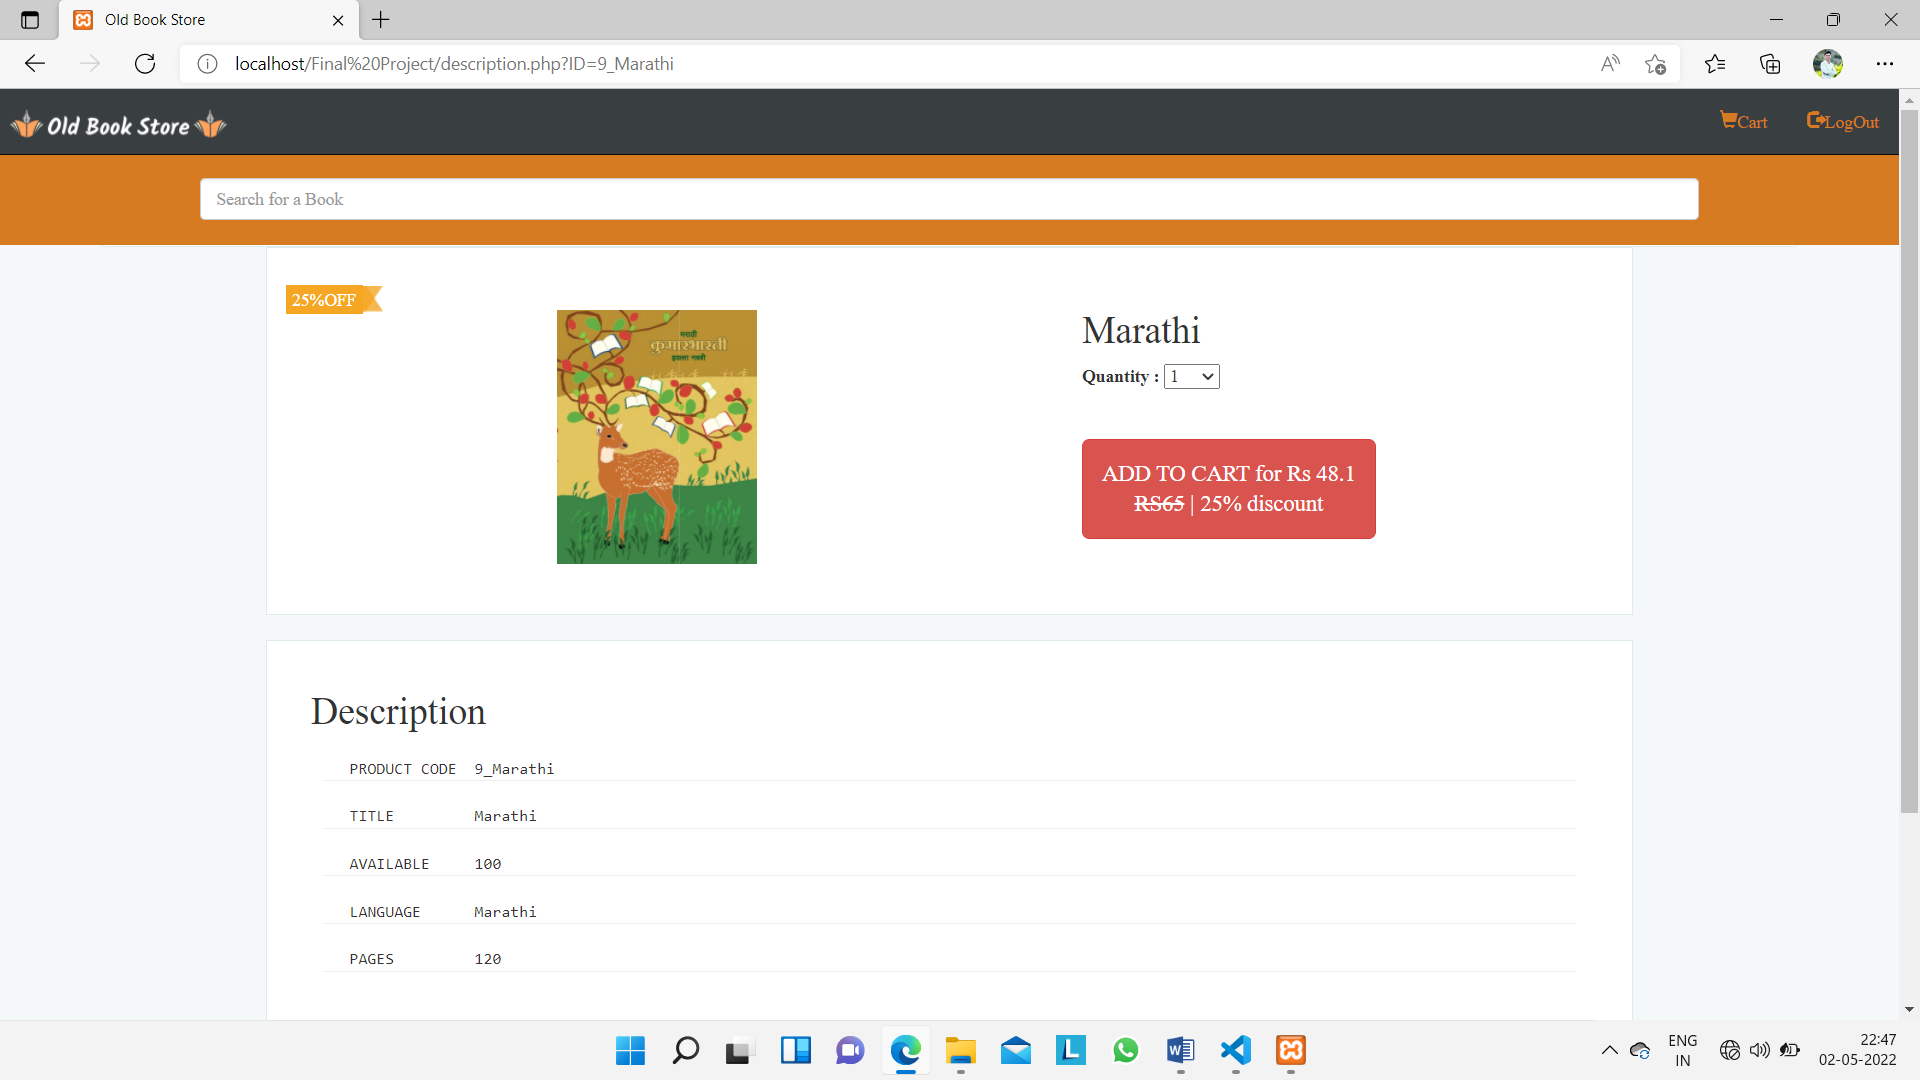 Old Book Store
localhost/Final%20Project/description.php?ID=9_Marathi
Old Book Store
Cart
LogOut
Search for a Book
25%OFF
मराठी
कुमारभारती
इयत्ता नववी
Marathi
Quantity : 1
ADD TO CART for Rs 48.1
RS65 | 25% discount
Description
PRODUCT CODE 9_Marathi
TITLE Marathi
AVAILABLE 100
LANGUAGE Marathi
PAGES 120
ENG
IN
22:47
02-05-2022